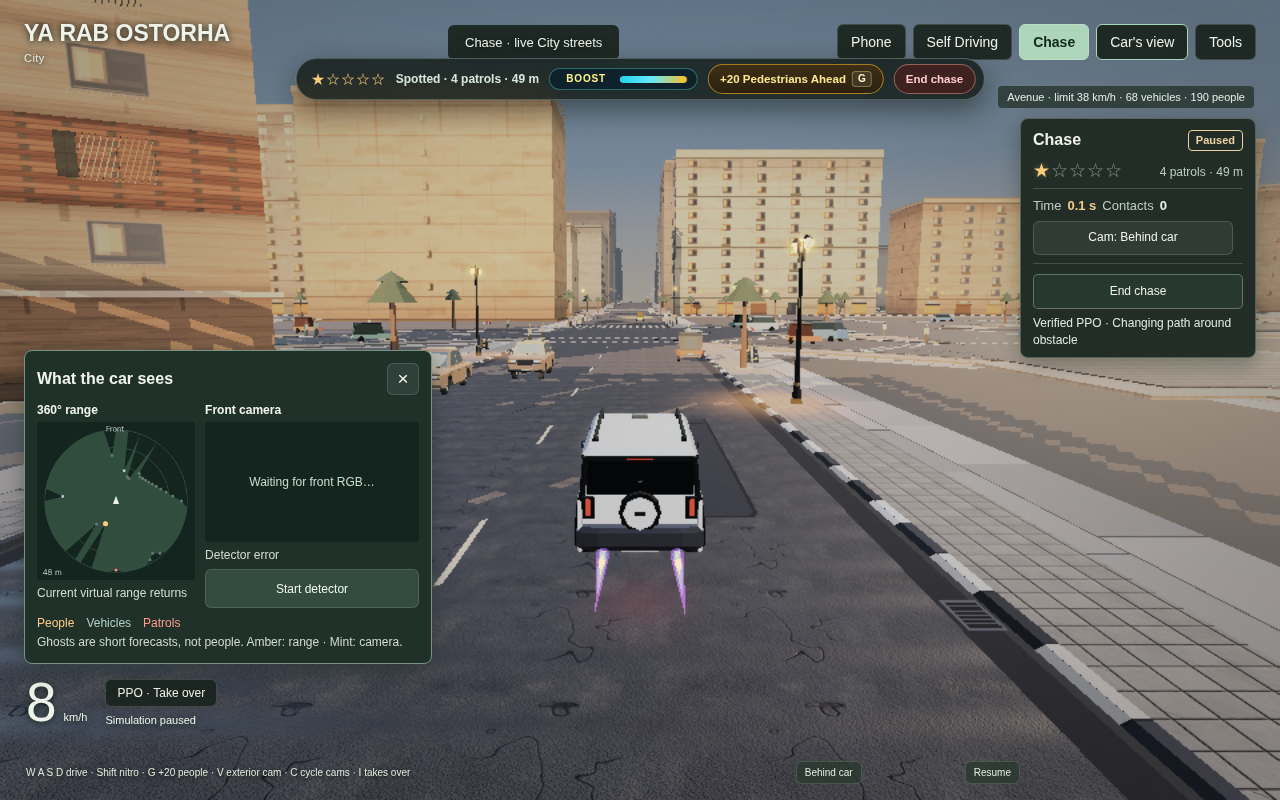 YA RAB OSTORHA
City
Chase · live City streets
Phone
Self Driving
Chase
Car's view
Tools
★☆☆☆☆ Spotted · 4 patrols · 49 m
BOOST
+20 Pedestrians Ahead G
End chase
Avenue · limit 38 km/h · 68 vehicles · 190 people
Chase
Paused
★☆☆☆☆ 4 patrols · 49 m
Time 0.1 s Contacts 0
Cam: Behind car
End chase
Verified PPO · Changing path around
obstacle
What the car sees
✕
360° range
Front camera
Front
48 m
Waiting for front RGB…
Detector error
Start detector
Current virtual range returns
People Vehicles Patrols
Ghosts are short forecasts, not people. Amber: range · Mint: camera.
8 km/h
PPO · Take over
Simulation paused
W A S D drive · Shift nitro · G +20 people · V exterior cam · C cycle cams · I takes over
Behind car
Resume